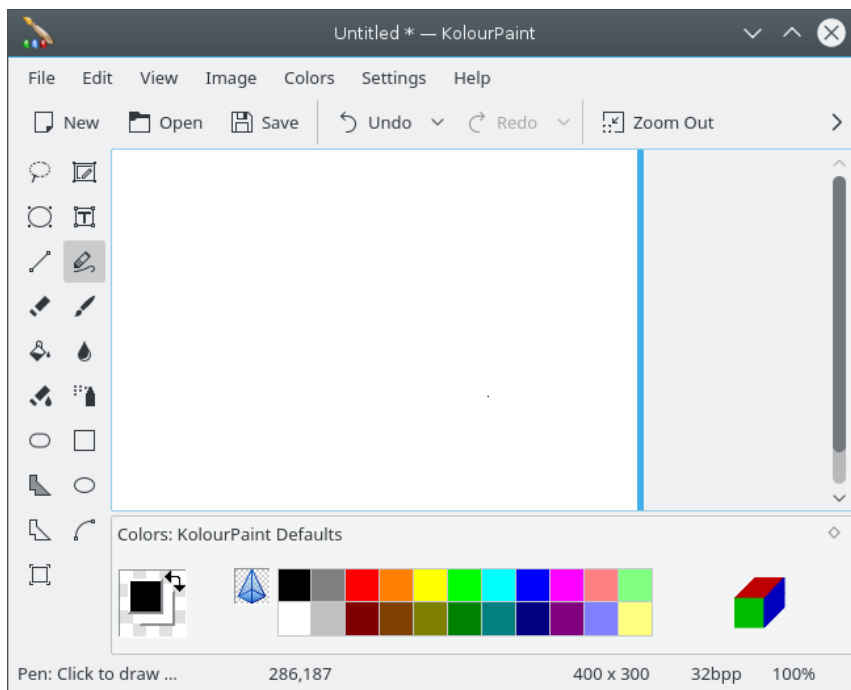 Untitled * — KolourPaint
File Edit View Image Colors Settings Help
New Open Save Undo Redo Zoom Out
T
Colors: KolourPaint Defaults
Pen: Click to draw ... 286,187 400 x 300 32bpp 100%